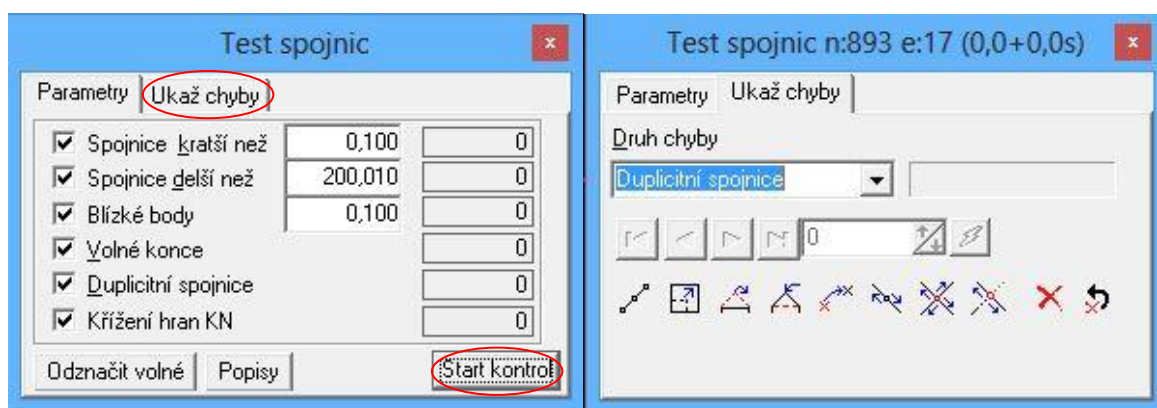 Test spojnic
x
Parametry Ukaž chyby
Spojnice kratší než 0,100 0
Spojnice delší než 200,010 0
Blízké body 0,100 0
Volné konce 0
Duplicitní spojnice 0
Křížení hran KN 0
Odznačit volné Popisy Start kontrol
Test spojnic n:893 e:17 (0,0+0,0s)
x
Parametry Ukaž chyby
Druh chyby
Duplicitní spojnice
0